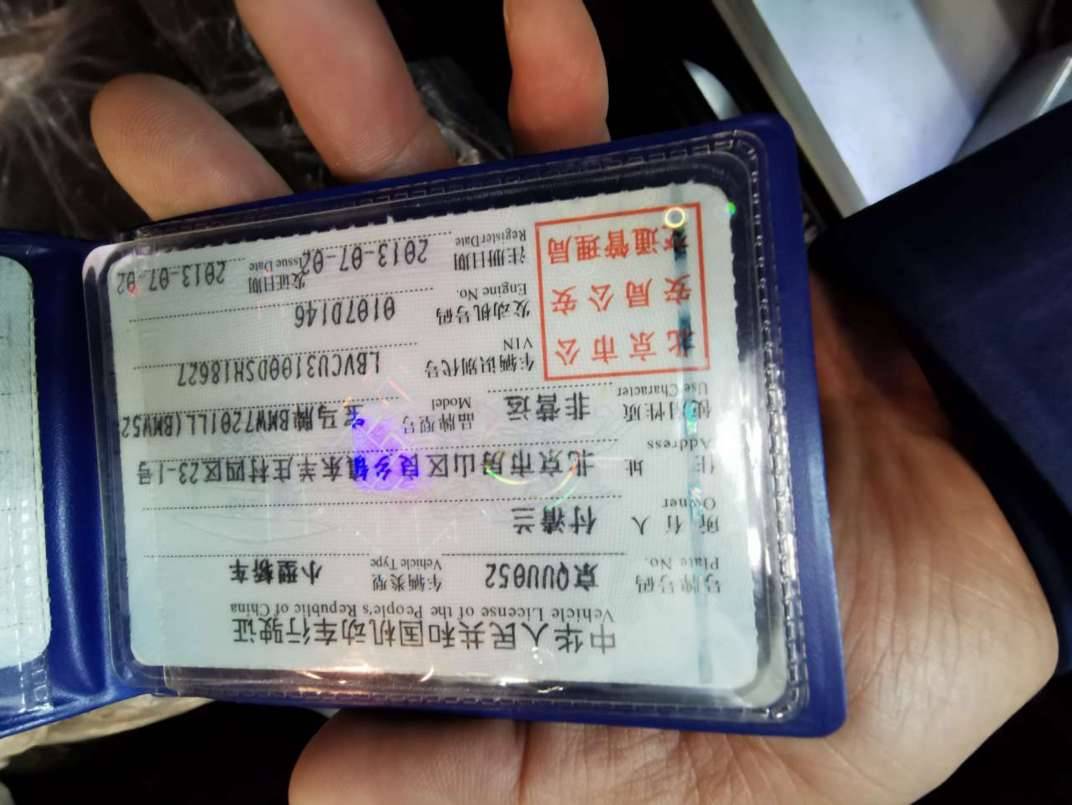 中华人民共和国机动车行驶证
Vehicle License of the People's Republic of China
号牌号码 京QUU052 车辆类型 小型轿车
Plate No. Vehicle Type
所有人 付清兰
Owner
住址 北京市房山区良乡镇东羊庄村四区23-1号
Address
使用性质 非营运 品牌型号 宝马牌BMW7201LL(BMW52
Use Character Model
北京市公
安局公安
交通管理局
车辆识别代号 LBVCU3100DSH18627
VIN
发动机号码 0107D146
Engine No.
注册日期 2013-07-02 发证日期 2013-07-02
Register Date Issue Date